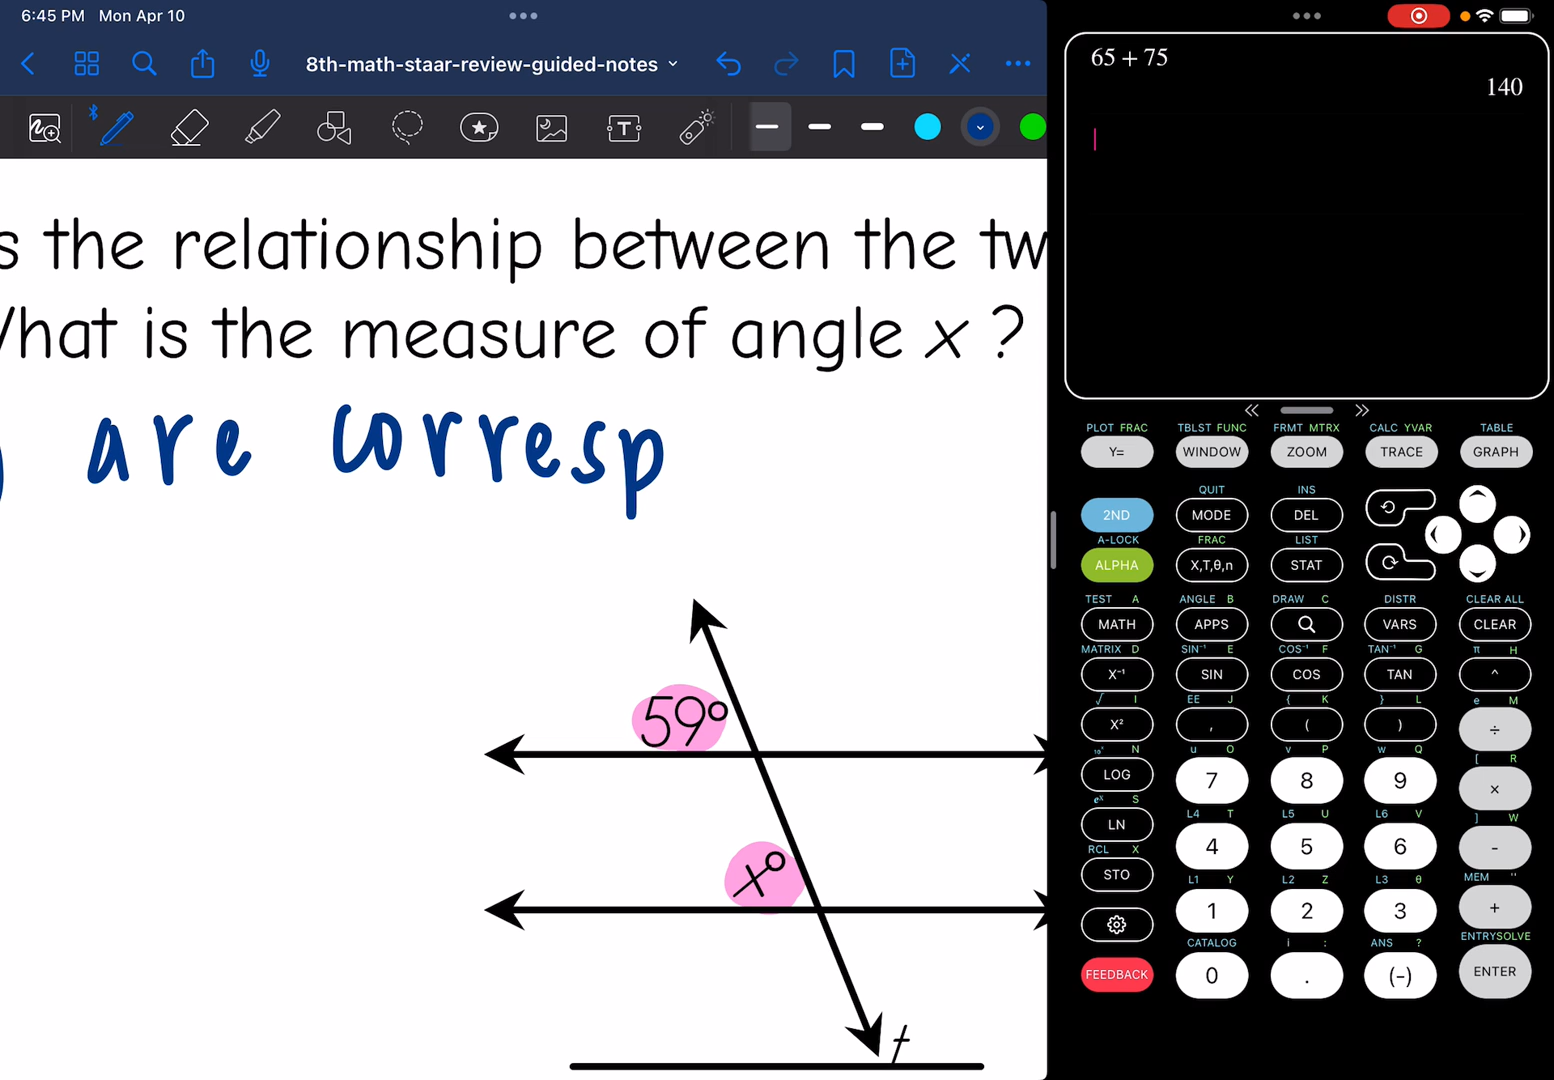 6:45 PM Mon Apr 10
8th-math-staar-review-guided-notes
s the relationship between the tw
What is the measure of angle x ?
are corresp
59°
x°
t
65 + 75
140
PLOT FRAC TBLST FUNC FRMT MTRX CALC YVAR TABLE
Y= WINDOW ZOOM TRACE GRAPH
QUIT INS
2ND MODE DEL
A-LOCK FRAC LIST
ALPHA X,T,θ,n STAT
TEST A ANGLE B DRAW C DISTR CLEAR ALL
MATH APPS VARS CLEAR
MATRIX D SIN⁻¹ E COS⁻¹ F TAN⁻¹ G π H
X⁻¹ SIN COS TAN ^
√ I EE J { K } L e M
X² , ( ) ÷
10ˣ N u O v P w Q [ R
LOG 7 8 9 ×
eˣ S L4 T L5 U L6 V ] W
LN 4 5 6 -
RCL X L1 Y L2 Z L3 θ MEM "
STO 1 2 3 +
CATALOG i : ANS ? ENTRY SOLVE
FEEDBACK 0 . (-) ENTER